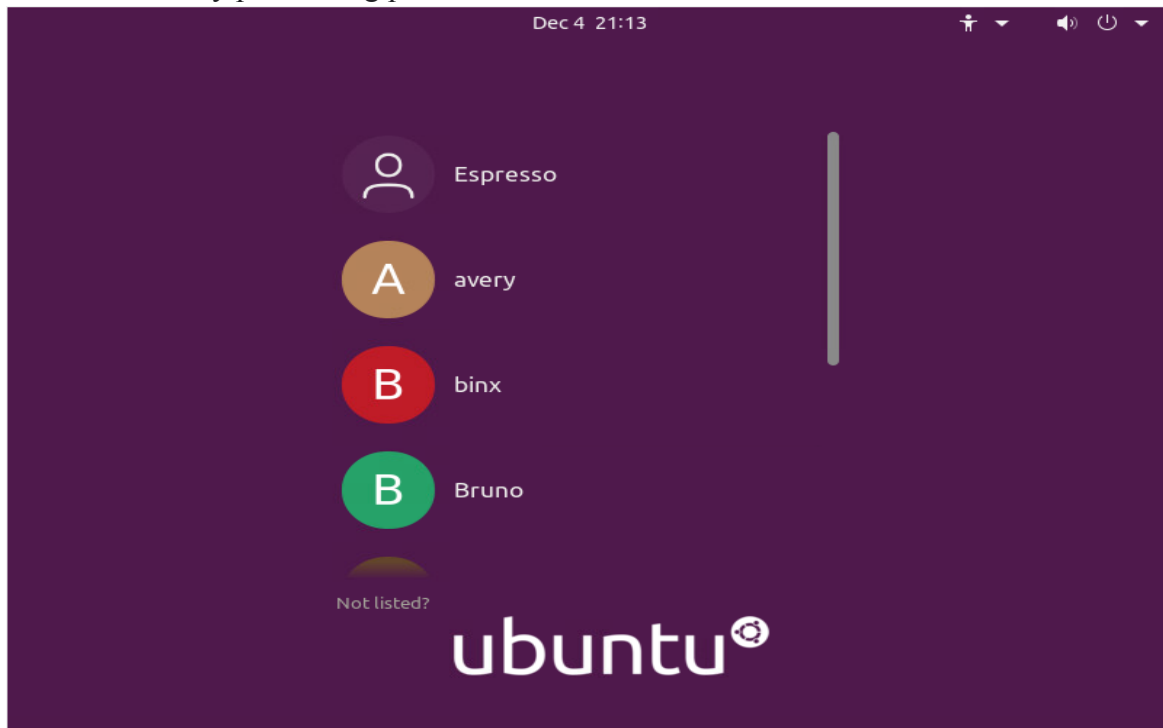 Dec 4 21:13
Espresso
A avery
B binx
B Bruno
Not listed?
ubuntu